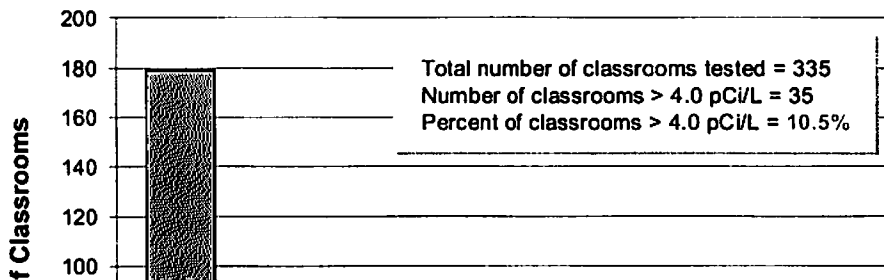 200
180
160
140
120
100
f Classrooms
Total number of classrooms tested = 335
Number of classrooms > 4.0 pCi/L = 35
Percent of classrooms > 4.0 pCi/L = 10.5%